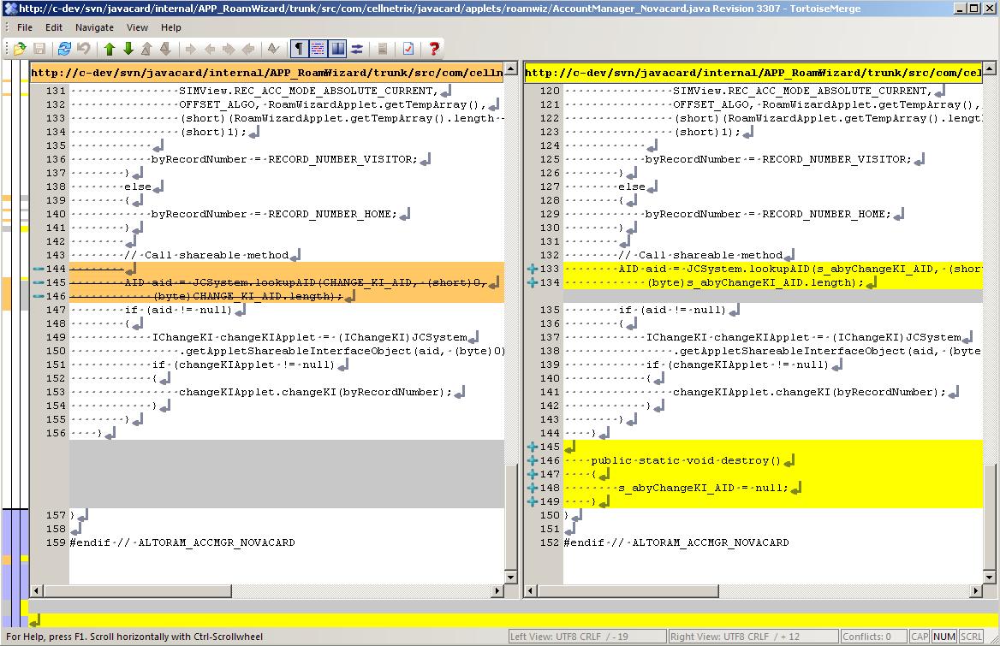 http://c-dev/svn/javacard/internal/APP_RoamWizard/trunk/src/com/cellnetrix/javacard/applets/roamwiz/AccountManager_Novacard.java Revision 3307 - TortoiseMerge
File Edit Navigate View Help
http://c-dev/svn/javacard/internal/APP_RoamWizard/trunk/src/com/celln
131 SIMView.REC_ACC_MODE_ABSOLUTE_CURRENT,
132 OFFSET_ALGO, RoamWizardApplet.getTempArray(),
133 (short)(RoamWizardApplet.getTempArray().length -
134 (short)1);
135
136 byRecordNumber = RECORD_NUMBER_VISITOR;
137 }
138 else
139 {
140 byRecordNumber = RECORD_NUMBER_HOME;
141 }
142
143 // Call shareable method
144
145 AID aid = JCSystem.lookupAID(CHANGE_KI_AID, (short)0,
146 (byte)CHANGE_KI_AID.length);
147 if (aid != null)
148 {
149 IChangeKI changeKIApplet = (IChangeKI)JCSystem
150 .getAppletShareableInterfaceObject(aid, (byte)0)
151 if (changeKIApplet != null)
152 {
153 changeKIApplet.changeKI(byRecordNumber);
154 }
155 }
156 }
157 }
158
159 #endif // ALTORAM_ACCMGR_NOVACARD
http://c-dev/svn/javacard/internal/APP_RoamWizard/trunk/src/com/cel
120 SIMView.REC_ACC_MODE_ABSOLUTE_CURRENT,
121 OFFSET_ALGO, RoamWizardApplet.getTempArray(),
122 (short)(RoamWizardApplet.getTempArray().lengt
123 (short)1);
124
125 byRecordNumber = RECORD_NUMBER_VISITOR;
126 }
127 else
128 {
129 byRecordNumber = RECORD_NUMBER_HOME;
130 }
131
132 // Call shareable method
133 AID aid = JCSystem.lookupAID(s_abyChangeKI_AID, (shor
134 (byte)s_abyChangeKI_AID.length);
135 if (aid != null)
136 {
137 IChangeKI changeKIApplet = (IChangeKI)JCSystem
138 .getAppletShareableInterfaceObject(aid, (byte
139 if (changeKIApplet != null)
140 {
141 changeKIApplet.changeKI(byRecordNumber);
142 }
143 }
144 }
145
146 public static void destroy()
147 {
148 s_abyChangeKI_AID = null;
149 }
150 }
151
152 #endif // ALTORAM_ACCMGR_NOVACARD
For Help, press F1. Scroll horizontally with Ctrl-Scrollwheel
Left View: UTF8 CRLF / - 19
Right View: UTF8 CRLF / + 12
Conflicts: 0
CAP NUM SCRL